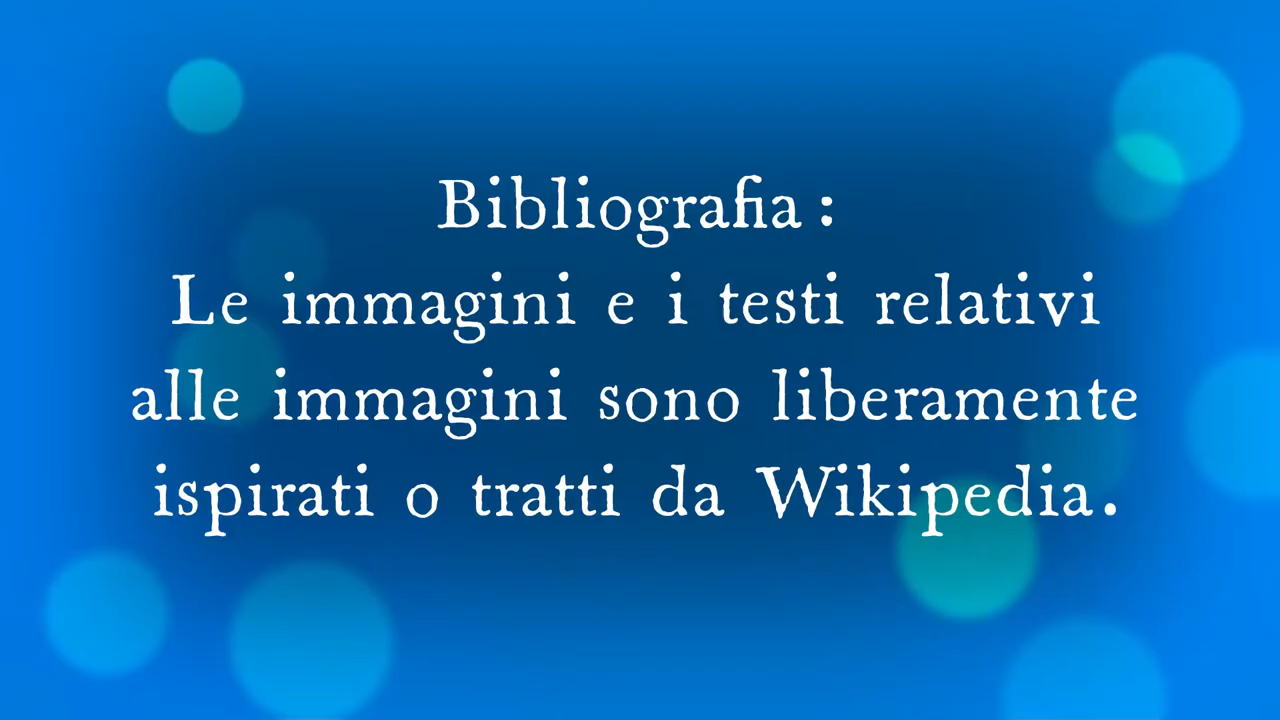 Bibliografia :
Le immagini e i testi relativi
alle immagini sono liberamente
ispirati o tratti da Wikipedia.